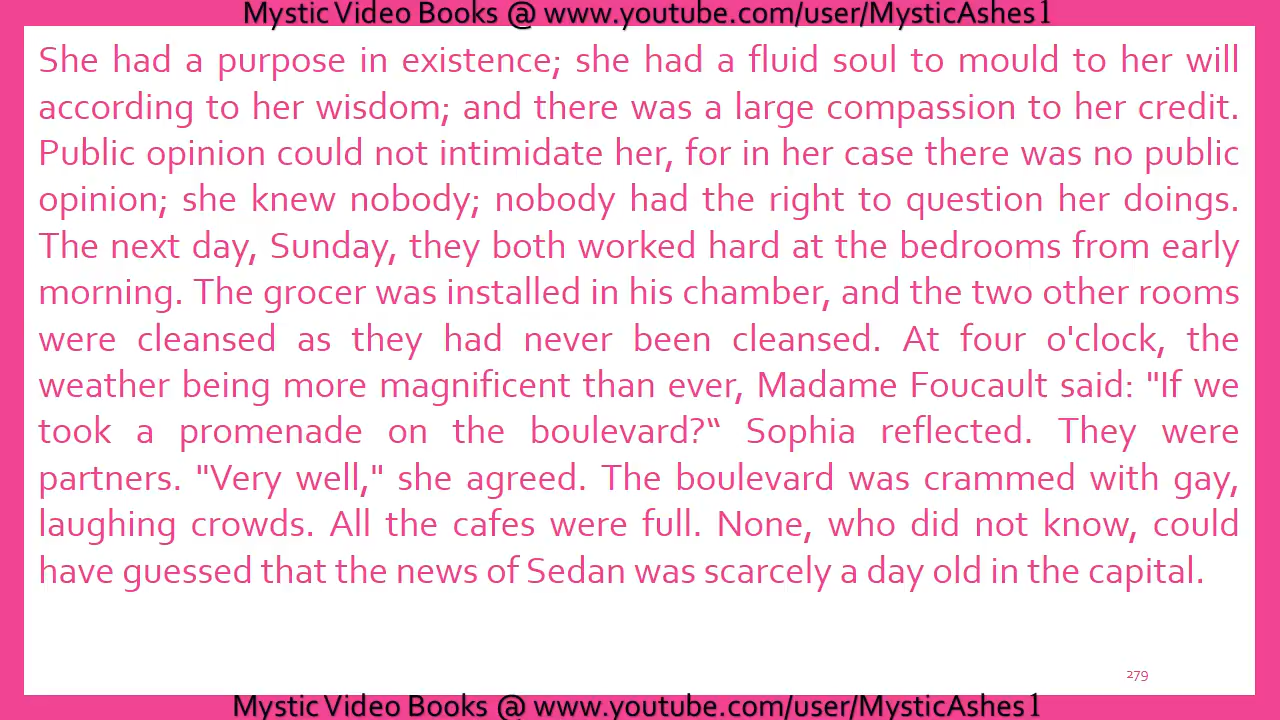 Mystic Video Books @ www.youtube.com/user/MysticAshes1
She had a purpose in existence; she had a fluid soul to mould to her will
according to her wisdom; and there was a large compassion to her credit.
Public opinion could not intimidate her, for in her case there was no public
opinion; she knew nobody; nobody had the right to question her doings.
The next day, Sunday, they both worked hard at the bedrooms from early
morning. The grocer was installed in his chamber, and the two other rooms
were cleansed as they had never been cleansed. At four o'clock, the
weather being more magnificent than ever, Madame Foucault said: "If we
took a promenade on the boulevard?“ Sophia reflected. They were
partners. "Very well," she agreed. The boulevard was crammed with gay,
laughing crowds. All the cafes were full. None, who did not know, could
have guessed that the news of Sedan was scarcely a day old in the capital.
279
Mystic Video Books @ www.youtube.com/user/MysticAshes1